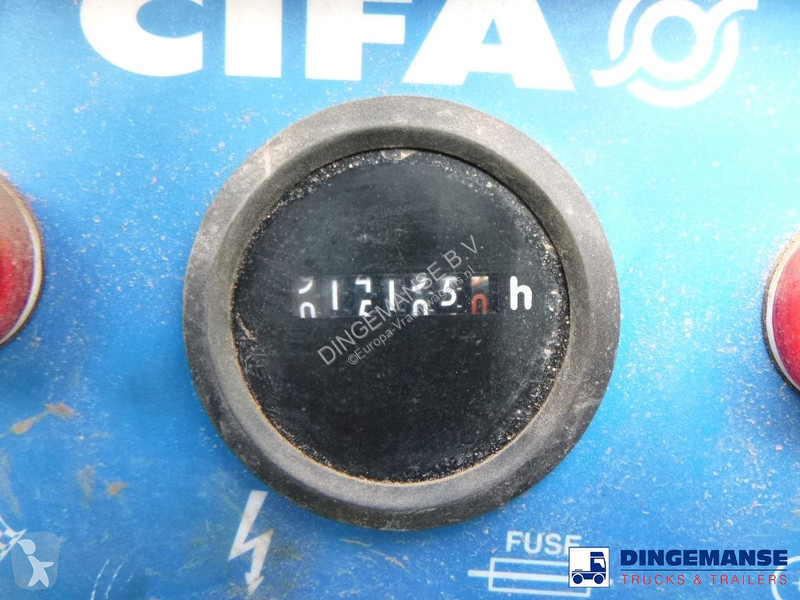 CIFA
h
DINGEMANSE B.V.
FUSE
DINGEMANSE
TRUCKS & TRAILERS